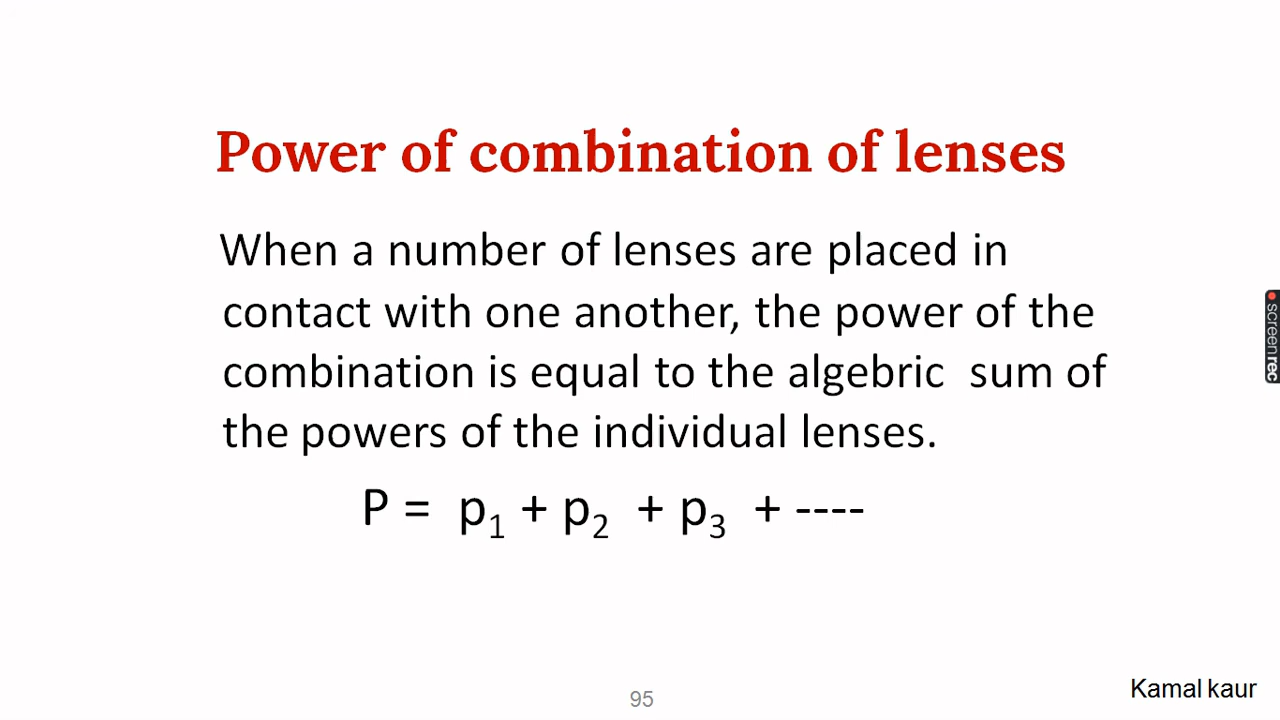 Power of combination of lenses
When a number of lenses are placed in
contact with one another, the power of the
combination is equal to the algebric sum of
the powers of the individual lenses.
P = p₁ + p₂ + p₃ + ----
screenrec
95
Kamal kaur